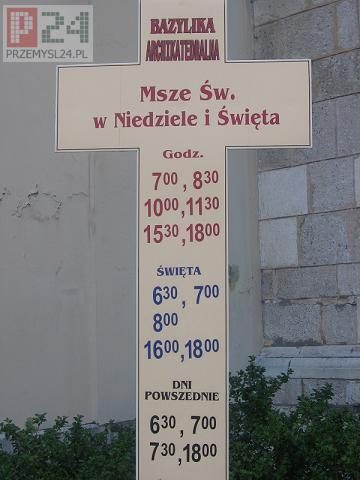 P24
PRZEMYSL24.PL
BAZYLIKA
ARCHIKATEDRALNA
Msze Św.
w Niedziele i Święta
Godz.
7⁰⁰, 8³⁰
10⁰⁰, 11³⁰
15³⁰, 18⁰⁰
ŚWIĘTA
6³⁰, 7⁰⁰
8⁰⁰
16⁰⁰, 18⁰⁰
DNI
POWSZEDNIE
6³⁰, 7⁰⁰
7³⁰, 18⁰⁰